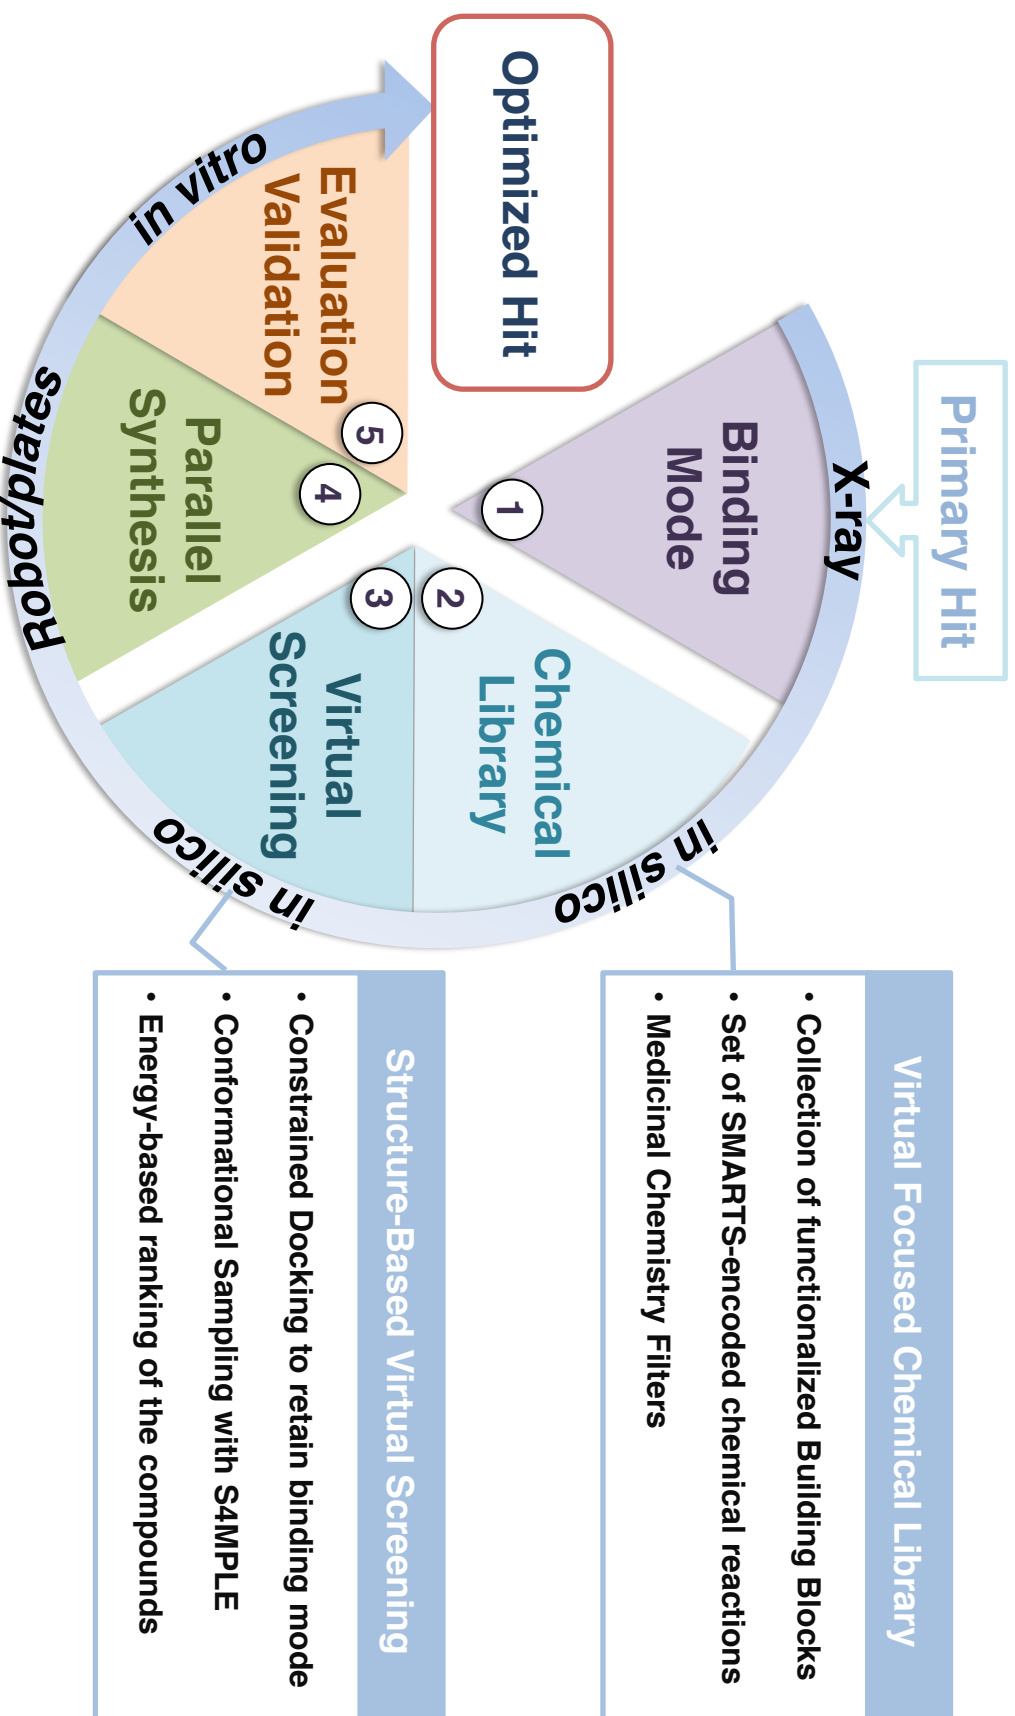 Primary Hit
X-ray
Binding
Mode
1
Optimized Hit
in silico
Chemical
Library
2
in silico
Virtual
Screening
3
Robot/plates
Parallel
Synthesis
4
in vitro
Evaluation
Validation
5
Virtual Focused Chemical Library
• Collection of functionalized Building Blocks
• Set of SMARTS-encoded chemical reactions
• Medicinal Chemistry Filters
Structure-Based Virtual Screening
• Constrained Docking to retain binding mode
• Conformational Sampling with S4MPLE
• Energy-based ranking of the compounds